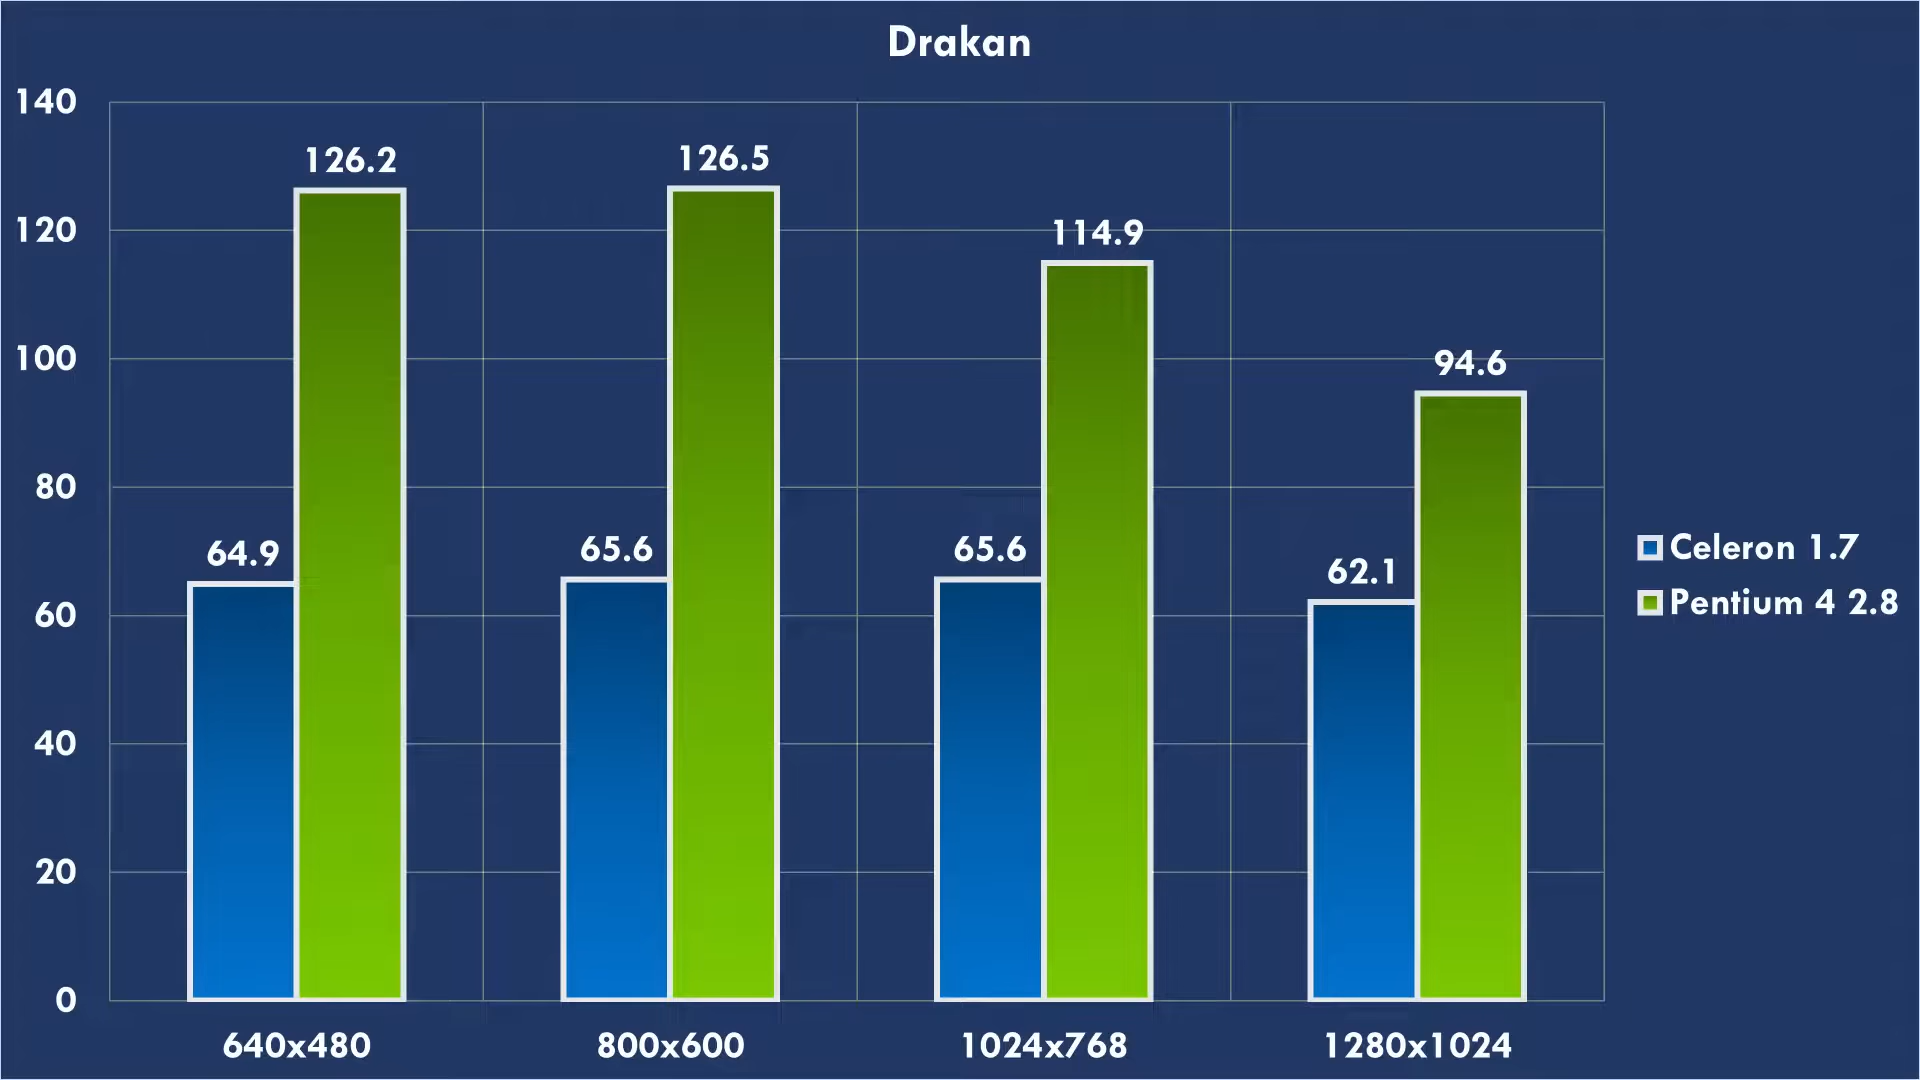 Drakan
140
120
100
80
60
40
20
0
126.2
126.5
114.9
94.6
64.9
65.6
65.6
62.1
640x480
800x600
1024x768
1280x1024
Celeron 1.7
Pentium 4 2.8